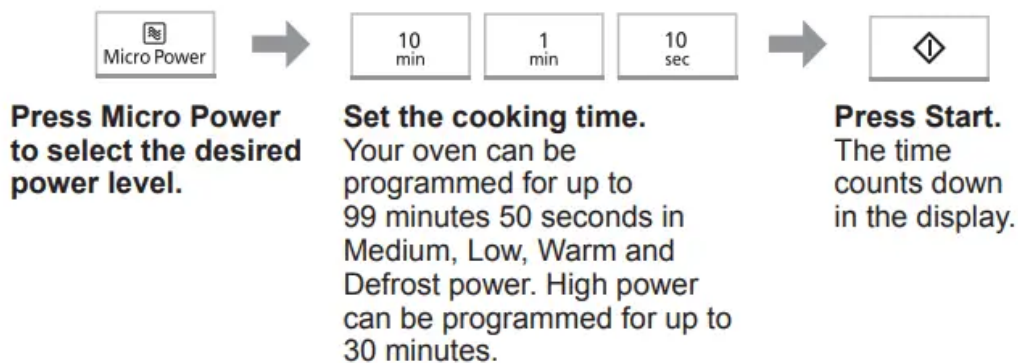 Micro Power
10
min
1
min
10
sec
Press Micro Power
to select the desired
power level.
Set the cooking time.
Your oven can be
programmed for up to
99 minutes 50 seconds in
Medium, Low, Warm and
Defrost power. High power
can be programmed for up to
30 minutes.
Press Start.
The time
counts down
in the display.